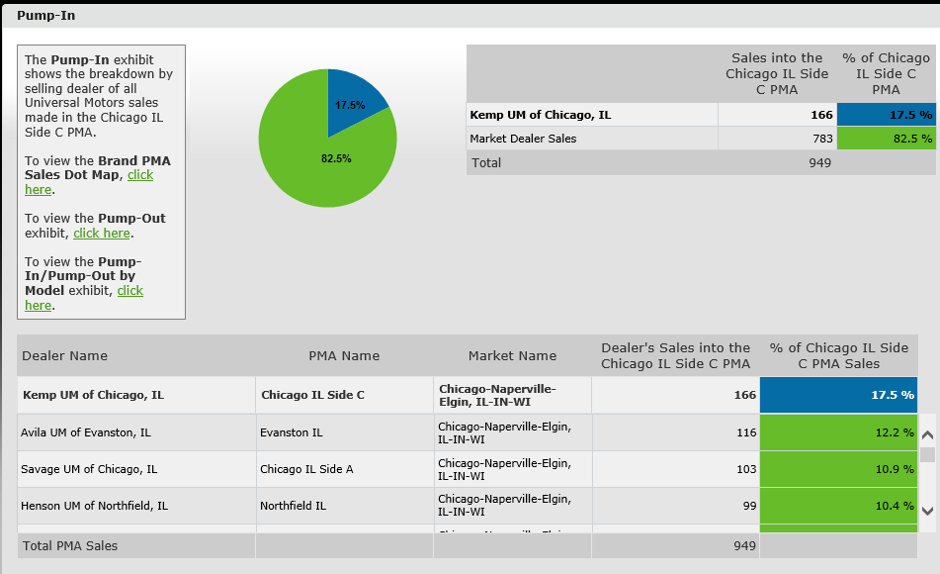 Pump-In
The Pump-In exhibit
shows the breakdown by
selling dealer of all
Universal Motors sales
made in the Chicago IL
Side C PMA.
To view the Brand PMA
Sales Dot Map, click
here.
To view the Pump-Out
exhibit, click here.
To view the Pump-
In/Pump-Out by
Model exhibit, click
here.
17.5%
82.5%
Sales into the
Chicago IL Side
C PMA
% of Chicago
IL Side C
PMA
Kemp UM of Chicago, IL 166 17.5 %
Market Dealer Sales 783 82.5 %
Total 949
Dealer Name
PMA Name
Market Name
Dealer's Sales into the
Chicago IL Side C PMA
% of Chicago IL Side
C PMA Sales
Kemp UM of Chicago, IL
Chicago IL Side C
Chicago-Naperville-
Elgin, IL-IN-WI
166
17.5 %
Avila UM of Evanston, IL
Evanston IL
Chicago-Naperville-Elgin,
IL-IN-WI
116
12.2 %
Savage UM of Chicago, IL
Chicago IL Side A
Chicago-Naperville-Elgin,
IL-IN-WI
103
10.9 %
Henson UM of Northfield, IL
Northfield IL
Chicago-Naperville-Elgin,
IL-IN-WI
99
10.4 %
Total PMA Sales 949